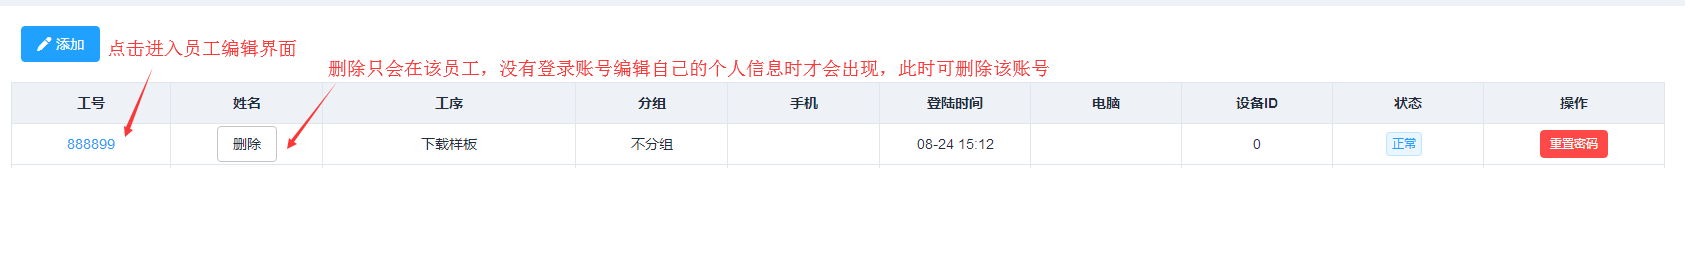 添加
点击进入员工编辑界面
删除只会在该员工，没有登录账号编辑自己的个人信息时才会出现，此时可删除该账号
工号 姓名 工序 分组 手机 登陆时间 电脑 设备ID 状态 操作
888899 删除 下载样板 不分组 08-24 15:12 0 正常 重置密码